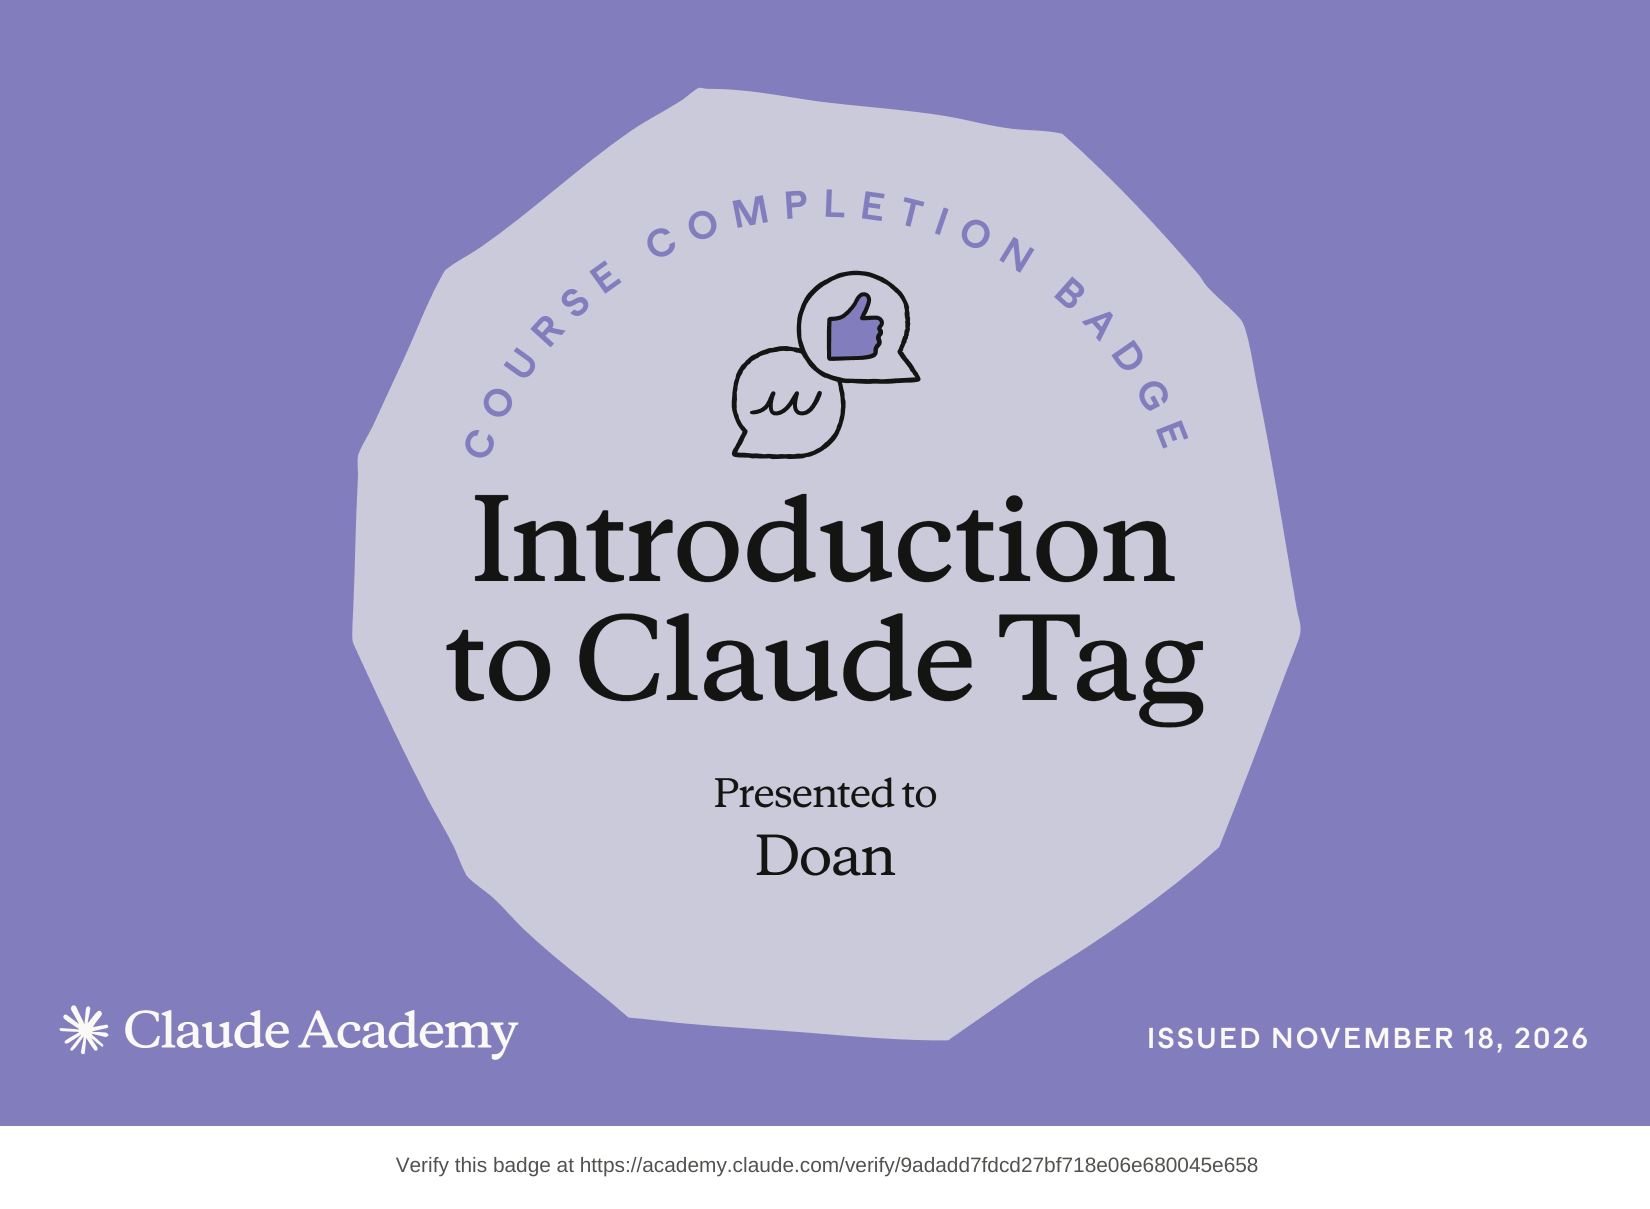 COURSE COMPLETION BADGE
Introduction
to Claude Tag
Presented to
Doan
Claude Academy
ISSUED NOVEMBER 18, 2026
Verify this badge at https://academy.claude.com/verify/9adadd7fdcd27bf718e06e680045e658